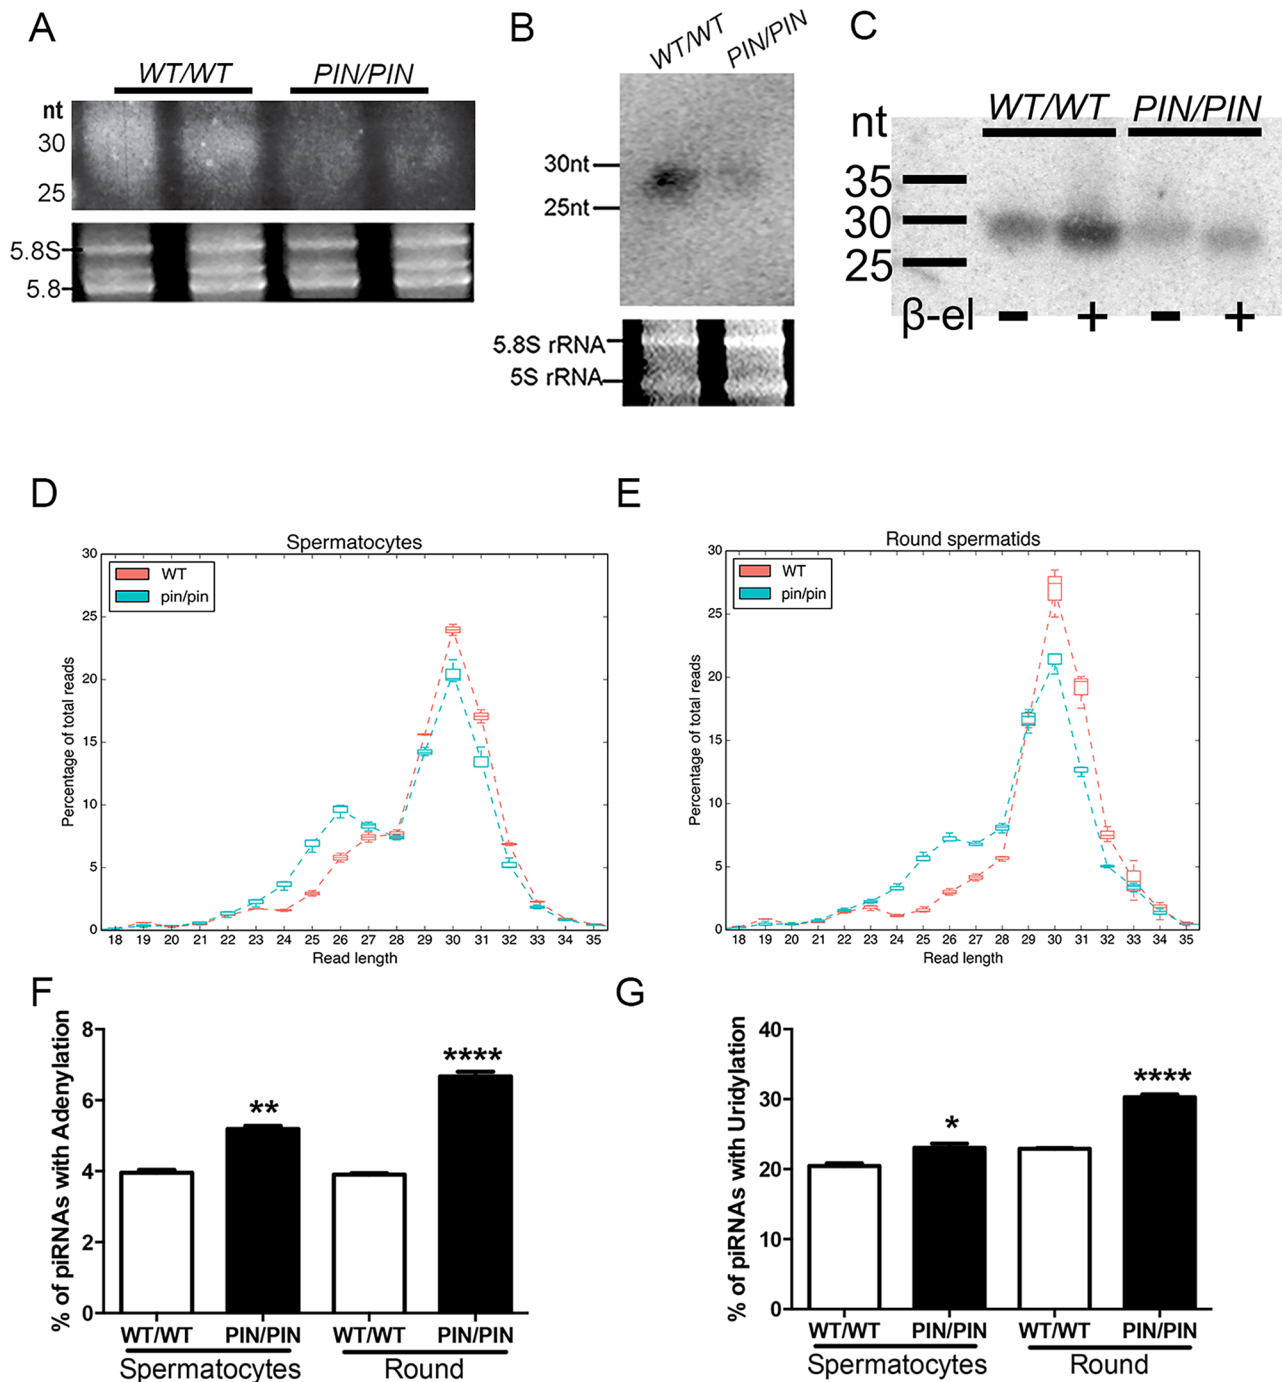 A
WT/WT PIN/PIN
nt
30
25
5.8S
5.8
B
WT/WT PIN/PIN
30nt
25nt
5.8S rRNA
5S rRNA
C
WT/WT PIN/PIN
nt
35
30
25
β-el - + - +
D
Spermatocytes
WT
pin/pin
Percentage of total reads
30
25
20
15
10
5
0
18 19 20 21 22 23 24 25 26 27 28 29 30 31 32 33 34 35
Read length
E
Round spermatids
WT
pin/pin
Percentage of total reads
30
25
20
15
10
5
0
18 19 20 21 22 23 24 25 26 27 28 29 30 31 32 33 34 35
Read length
F
% of piRNAs with Adenylation
8
6
4
2
0
** ****
WT/WT PIN/PIN WT/WT PIN/PIN
Spermatocytes Round
G
% of piRNAs with Uridylation
40
30
20
10
0
* ****
WT/WT PIN/PIN WT/WT PIN/PIN
Spermatocytes Round